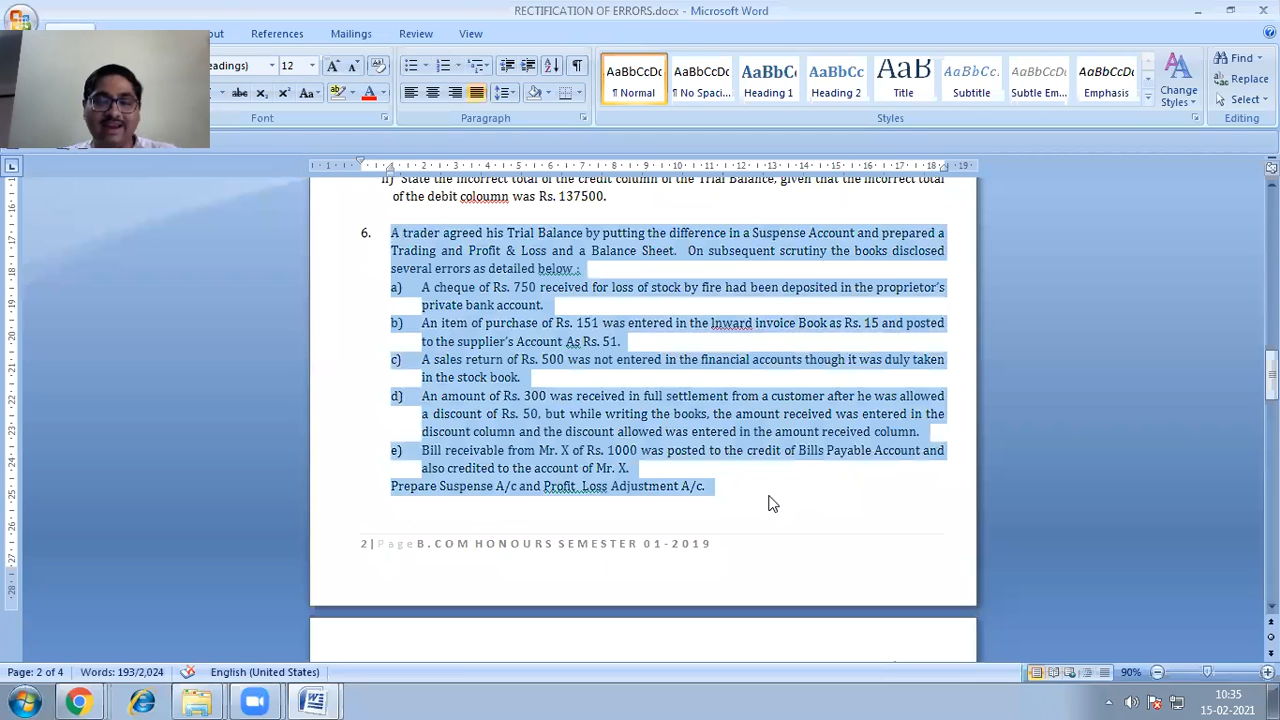 RECTIFICATION OF ERRORS.docx - Microsoft Word
out References Mailings Review View
eadings) 12
Font Paragraph Styles Editing
AaBbCcDc AaBbCcDc AaBbCc AaBbCc AaB AaBbCc. AaBbCcDc AaBbCcDc
¶ Normal ¶ No Spaci... Heading 1 Heading 2 Title Subtitle Subtle Em... Emphasis
Change Styles
Find
Replace
Select
ii) State the incorrect total of the credit column of the Trial Balance, given that the incorrect total
of the debit coloumn was Rs. 137500.
6. A trader agreed his Trial Balance by putting the difference in a Suspense Account and prepared a
Trading and Profit & Loss and a Balance Sheet. On subsequent scrutiny the books disclosed
several errors as detailed below :
a) A cheque of Rs. 750 received for loss of stock by fire had been deposited in the proprietor's
private bank account.
b) An item of purchase of Rs. 151 was entered in the Inward invoice Book as Rs. 15 and posted
to the supplier's Account As Rs. 51.
c) A sales return of Rs. 500 was not entered in the financial accounts though it was duly taken
in the stock book.
d) An amount of Rs. 300 was received in full settlement from a customer after he was allowed
a discount of Rs. 50, but while writing the books, the amount received was entered in the
discount column and the discount allowed was entered in the amount received column.
e) Bill receivable from Mr. X of Rs. 1000 was posted to the credit of Bills Payable Account and
also credited to the account of Mr. X.
Prepare Suspense A/c and Profit Loss Adjustment A/c.
2 | Page B.COM HONOURS SEMESTER 01-2019
Page: 2 of 4 Words: 193/2,024 English (United States) 90%
10:35
15-02-2021